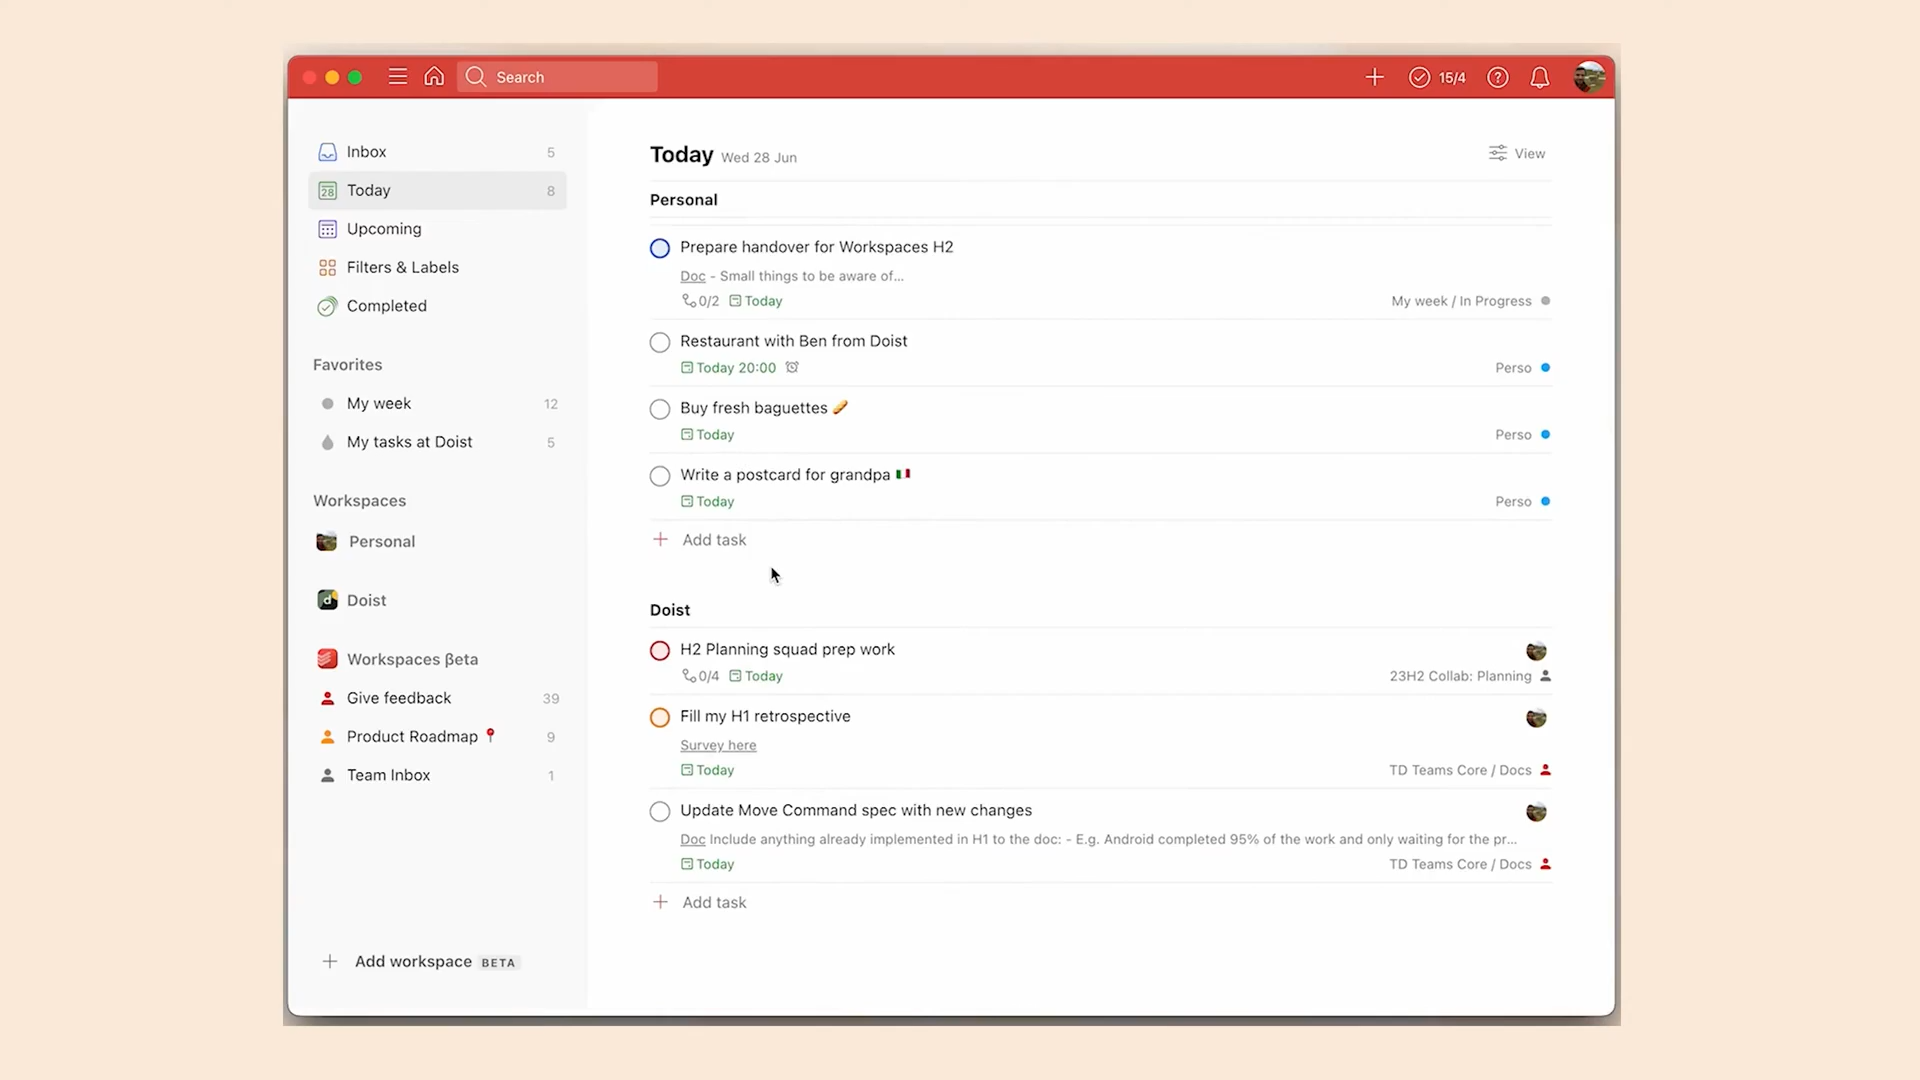 Search
15/4
Inbox 5
28 Today 8
Upcoming
Filters & Labels
Completed
Favorites
My week 12
My tasks at Doist 5
Workspaces
Personal
d Doist
Workspaces βeta
Give feedback 39
Product Roadmap 📍 9
Team Inbox 1
+ Add workspace BETA
Today Wed 28 Jun
View
Personal
Prepare handover for Workspaces H2
Doc - Small things to be aware of...
0/2 Today
My week / In Progress
Restaurant with Ben from Doist
Today 20:00
Perso
Buy fresh baguettes 🥖
Today
Perso
Write a postcard for grandpa 🇮🇹
Today
Perso
+ Add task
Doist
H2 Planning squad prep work
0/4 Today
23H2 Collab: Planning
Fill my H1 retrospective
Survey here
Today
TD Teams Core / Docs
Update Move Command spec with new changes
Doc Include anything already implemented in H1 to the doc: - E.g. Android completed 95% of the work and only waiting for the pr...
Today
TD Teams Core / Docs
+ Add task